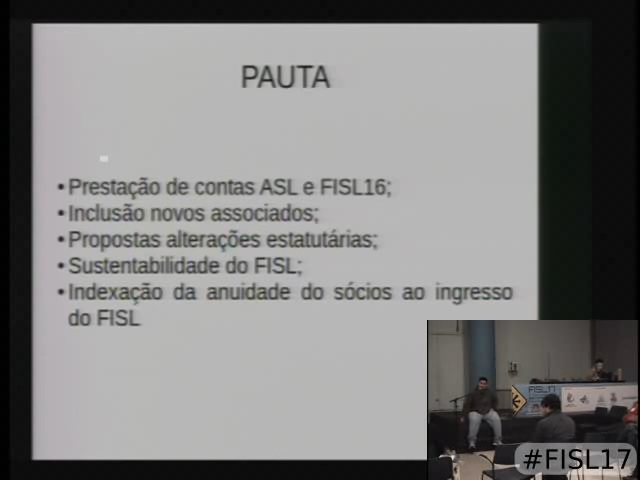 PAUTA
• Prestação de contas ASL e FISL16;
• Inclusão novos associados;
• Propostas alterações estatutárias;
• Sustentabilidade do FISL;
• Indexação da anuidade do sócios ao ingresso
do FISL
FISL17
#FISL17